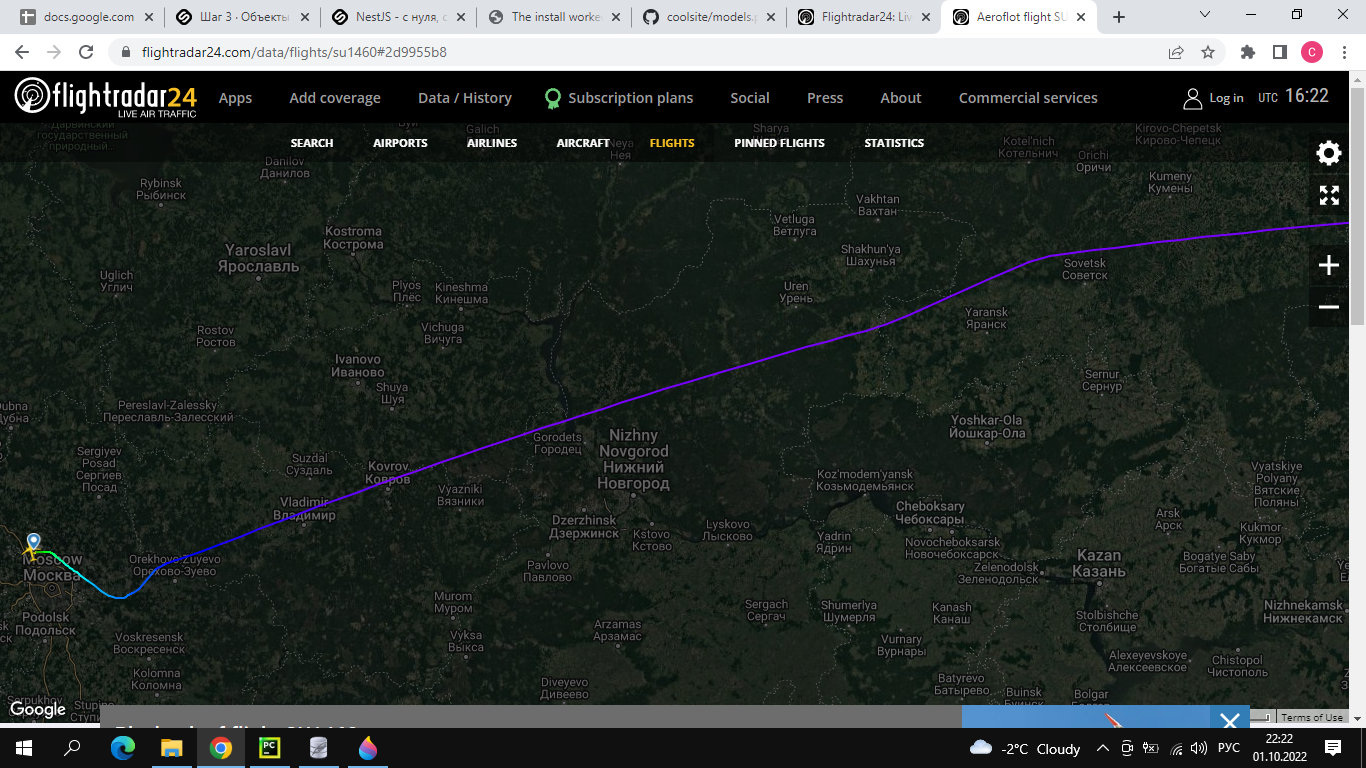 docs.google.com
Шаг 3 · Объекты
NestJS - с нуля, с
The install worke
coolsite/models.p
Flightradar24: Liv
Aeroflot flight SU
flightradar24.com/data/flights/su1460#2d9955b8
C
flightradar24
LIVE AIR TRAFFIC
Apps
Add coverage
Data / History
Subscription plans
Social
Press
About
Commercial services
Log in
UTC 16:22
SEARCH
AIRPORTS
AIRLINES
AIRCRAFT
FLIGHTS
PINNED FLIGHTS
STATISTICS
Дарвинский
государственный
природный..
Galich
Галич
Neya
Нея
Sharya
Шарья
Kotel'nich
Котельнич
Kirovo-Chepetsk
Кирово-Чепецк
Danilov
Данилов
Orichi
Оричи
Rybinsk
Рыбинск
Kumeny
Кумены
Vakhtan
Вахтан
Vetluga
Ветлуга
Kostroma
Кострома
Yaroslavl
Ярославль
Shakhun'ya
Шахунья
Sovetsk
Советск
Uglich
Углич
Plyos
Плёс
Kineshma
Кинешма
Uren
Урень
Yaransk
Яранск
Vichuga
Вичуга
Rostov
Ростов
Ivanovo
Иваново
Shuya
Шуя
Sernur
Сернур
Dubna
Дубна
Pereslavl-Zalessky
Переславль-Залесский
Yoshkar-Ola
Йошкар-Ола
Gorodets
Городец
Nizhny
Novgorod
Нижний
Новгород
Sergiyev
Posad
Сергиев
Посад
Suzdal
Суздаль
Kovrov
Ковров
Vyatskiye
Polyany
Вятские
Поляны
Koz'modem'yansk
Козьмодемьянск
Vyazniki
Вязники
Vladimir
Владимир
Cheboksary
Чебоксары
Arsk
Арск
Dzerzhinsk
Дзержинск
Kstovo
Кстово
Lyskovo
Лысково
Kukmor
Кукмор
Yadrin
Ядрин
Novocheboksarsk
Новочебоксарск
Moscow
Москва
Orekhovo-Zuyevo
Орехово-Зуево
Pavlovo
Павлово
Zelenodolsk
Зеленодольск
Kazan
Казань
Bogatye Saby
Богатые Сабы
Murom
Муром
Sergach
Сергач
Shumerlya
Шумерля
Kanash
Канаш
Nizhnekamsk
Нижнекамск
Podolsk
Подольск
Stolbishche
Столбище
Arzamas
Арзамас
Voskresensk
Воскресенск
Vyksa
Выкса
Vurnary
Вурнары
Alexeyevskoye
Алексеевское
Chistopol
Чистополь
Kolomna
Коломна
Diveyevo
Дивеево
Batyrevo
Батырево
Buinsk
Буинск
Bolgar
Google
Terms of Use
-2°C Cloudy
РУС
22:22
01.10.2022